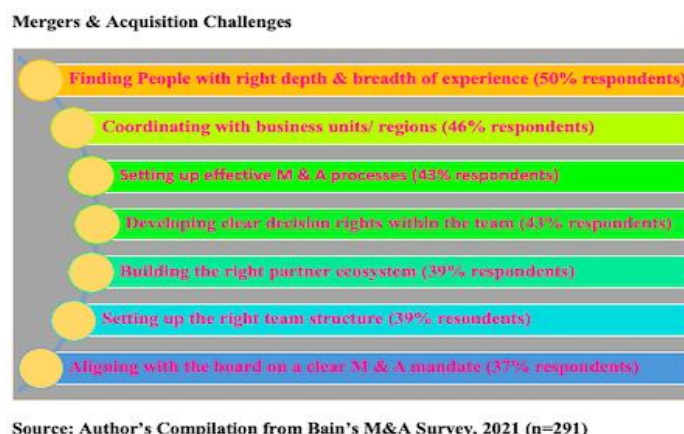 Mergers & Acquisition Challenges
Finding People with right depth & breadth of experience (50% respondents)
Coordinating with business units/ regions (46% respondents)
Setting up effective M & A processes (43% respondents)
Developing clear decision rights within the team (43% respondents)
Building the right partner ecosystem (39% respondents)
Setting up the right team structure (39% resondents)
Aligning with the board on a clear M & A mandate (37% respondents)
Source: Author's Compilation from Bain's M&A Survey, 2021 (n=291)